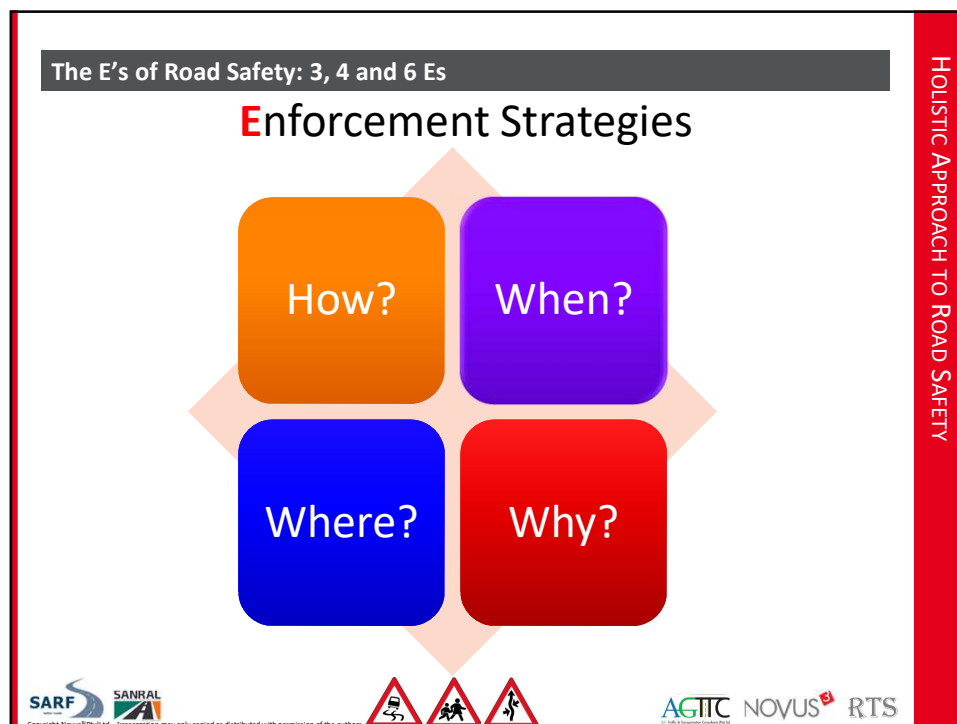 The E's of Road Safety: 3, 4 and 6 Es
Enforcement Strategies
How?
When?
Where?
Why?
HOLISTIC APPROACH TO ROAD SAFETY
SARF
SANRAL
AGTTC
NOVUS3
RTS